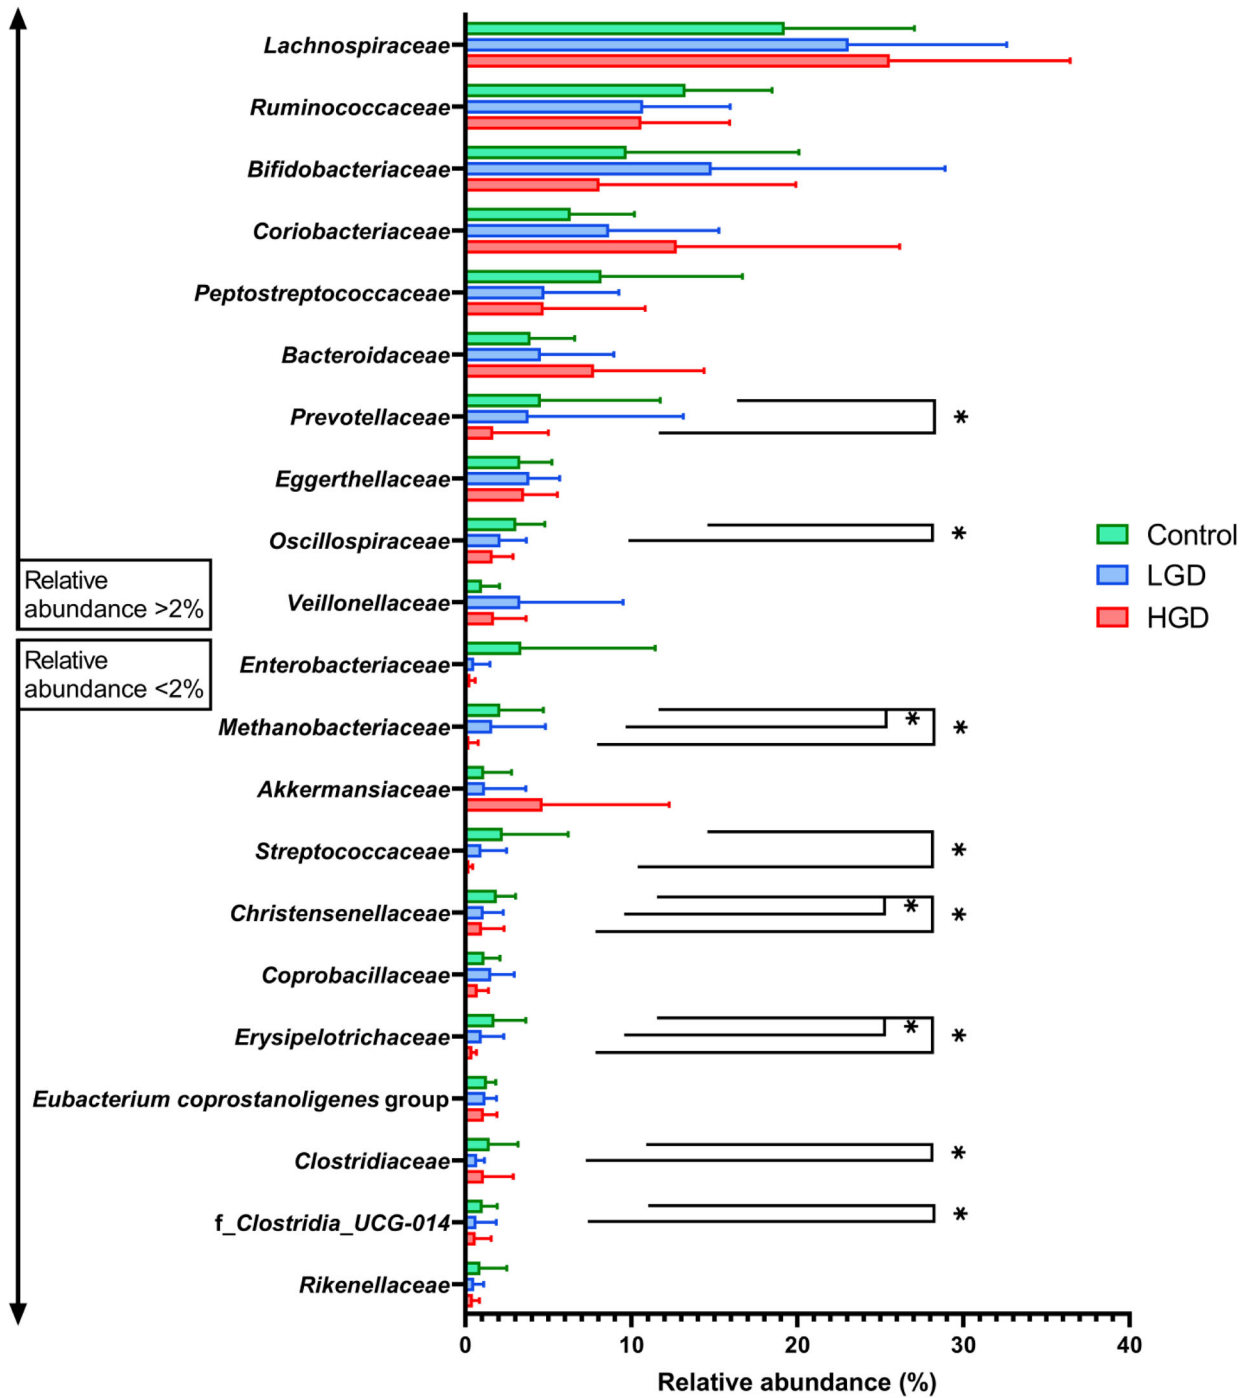 Lachnospiraceae
Ruminococcaceae
Bifidobacteriaceae
Coriobacteriaceae
Peptostreptococcaceae
Bacteroidaceae
Prevotellaceae
*
Eggerthellaceae
Oscillospiraceae
*
Veillonellaceae
Relative
abundance >2%
Relative
abundance <2%
Enterobacteriaceae
Methanobacteriaceae
* *
Akkermansiaceae
Streptococcaceae
*
Christensenellaceae
* *
Coprobacillaceae
Erysipelotrichaceae
* *
Eubacterium coprostanoligenes group
Clostridiaceae
*
f_Clostridia_UCG-014
*
Rikenellaceae
Control
LGD
HGD
0 10 20 30 40
Relative abundance (%)